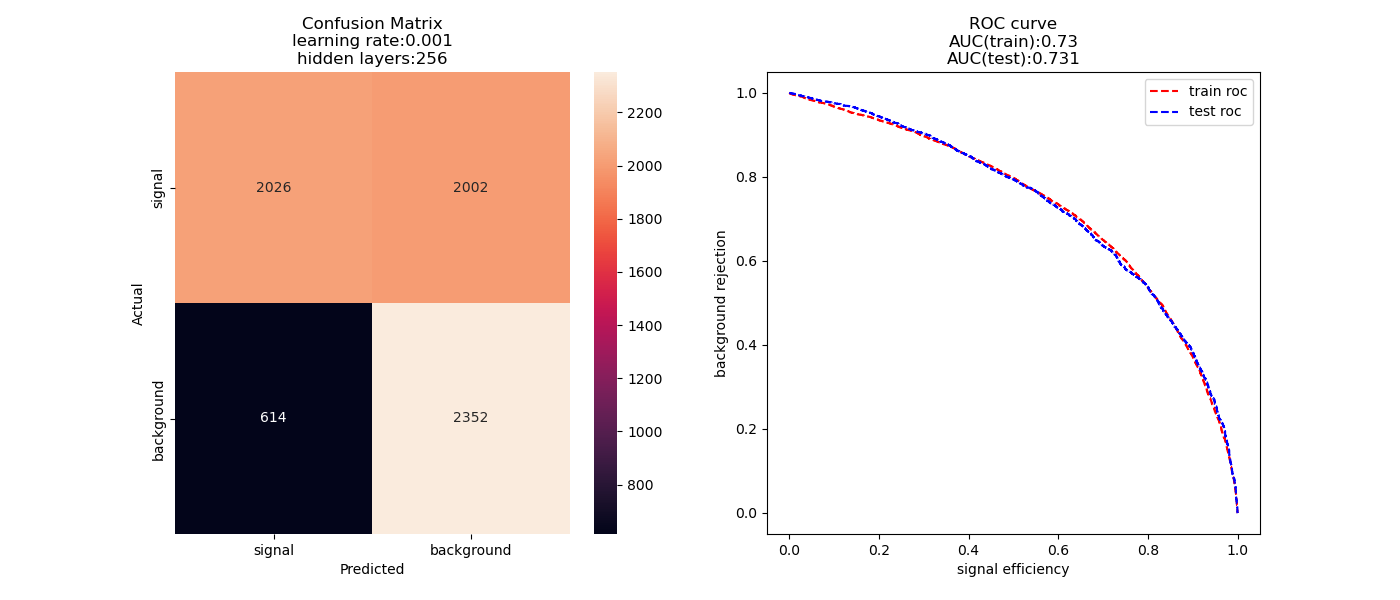 Confusion Matrix
learning rate:0.001
hidden layers:256
signal
background
Actual
2026
2002
614
2352
signal
background
Predicted
2200
2000
1800
1600
1400
1200
1000
800
ROC curve
AUC(train):0.73
AUC(test):0.731
train roc
test roc
background rejection
1.0
0.8
0.6
0.4
0.2
0.0
0.0
0.2
0.4
0.6
0.8
1.0
signal efficiency